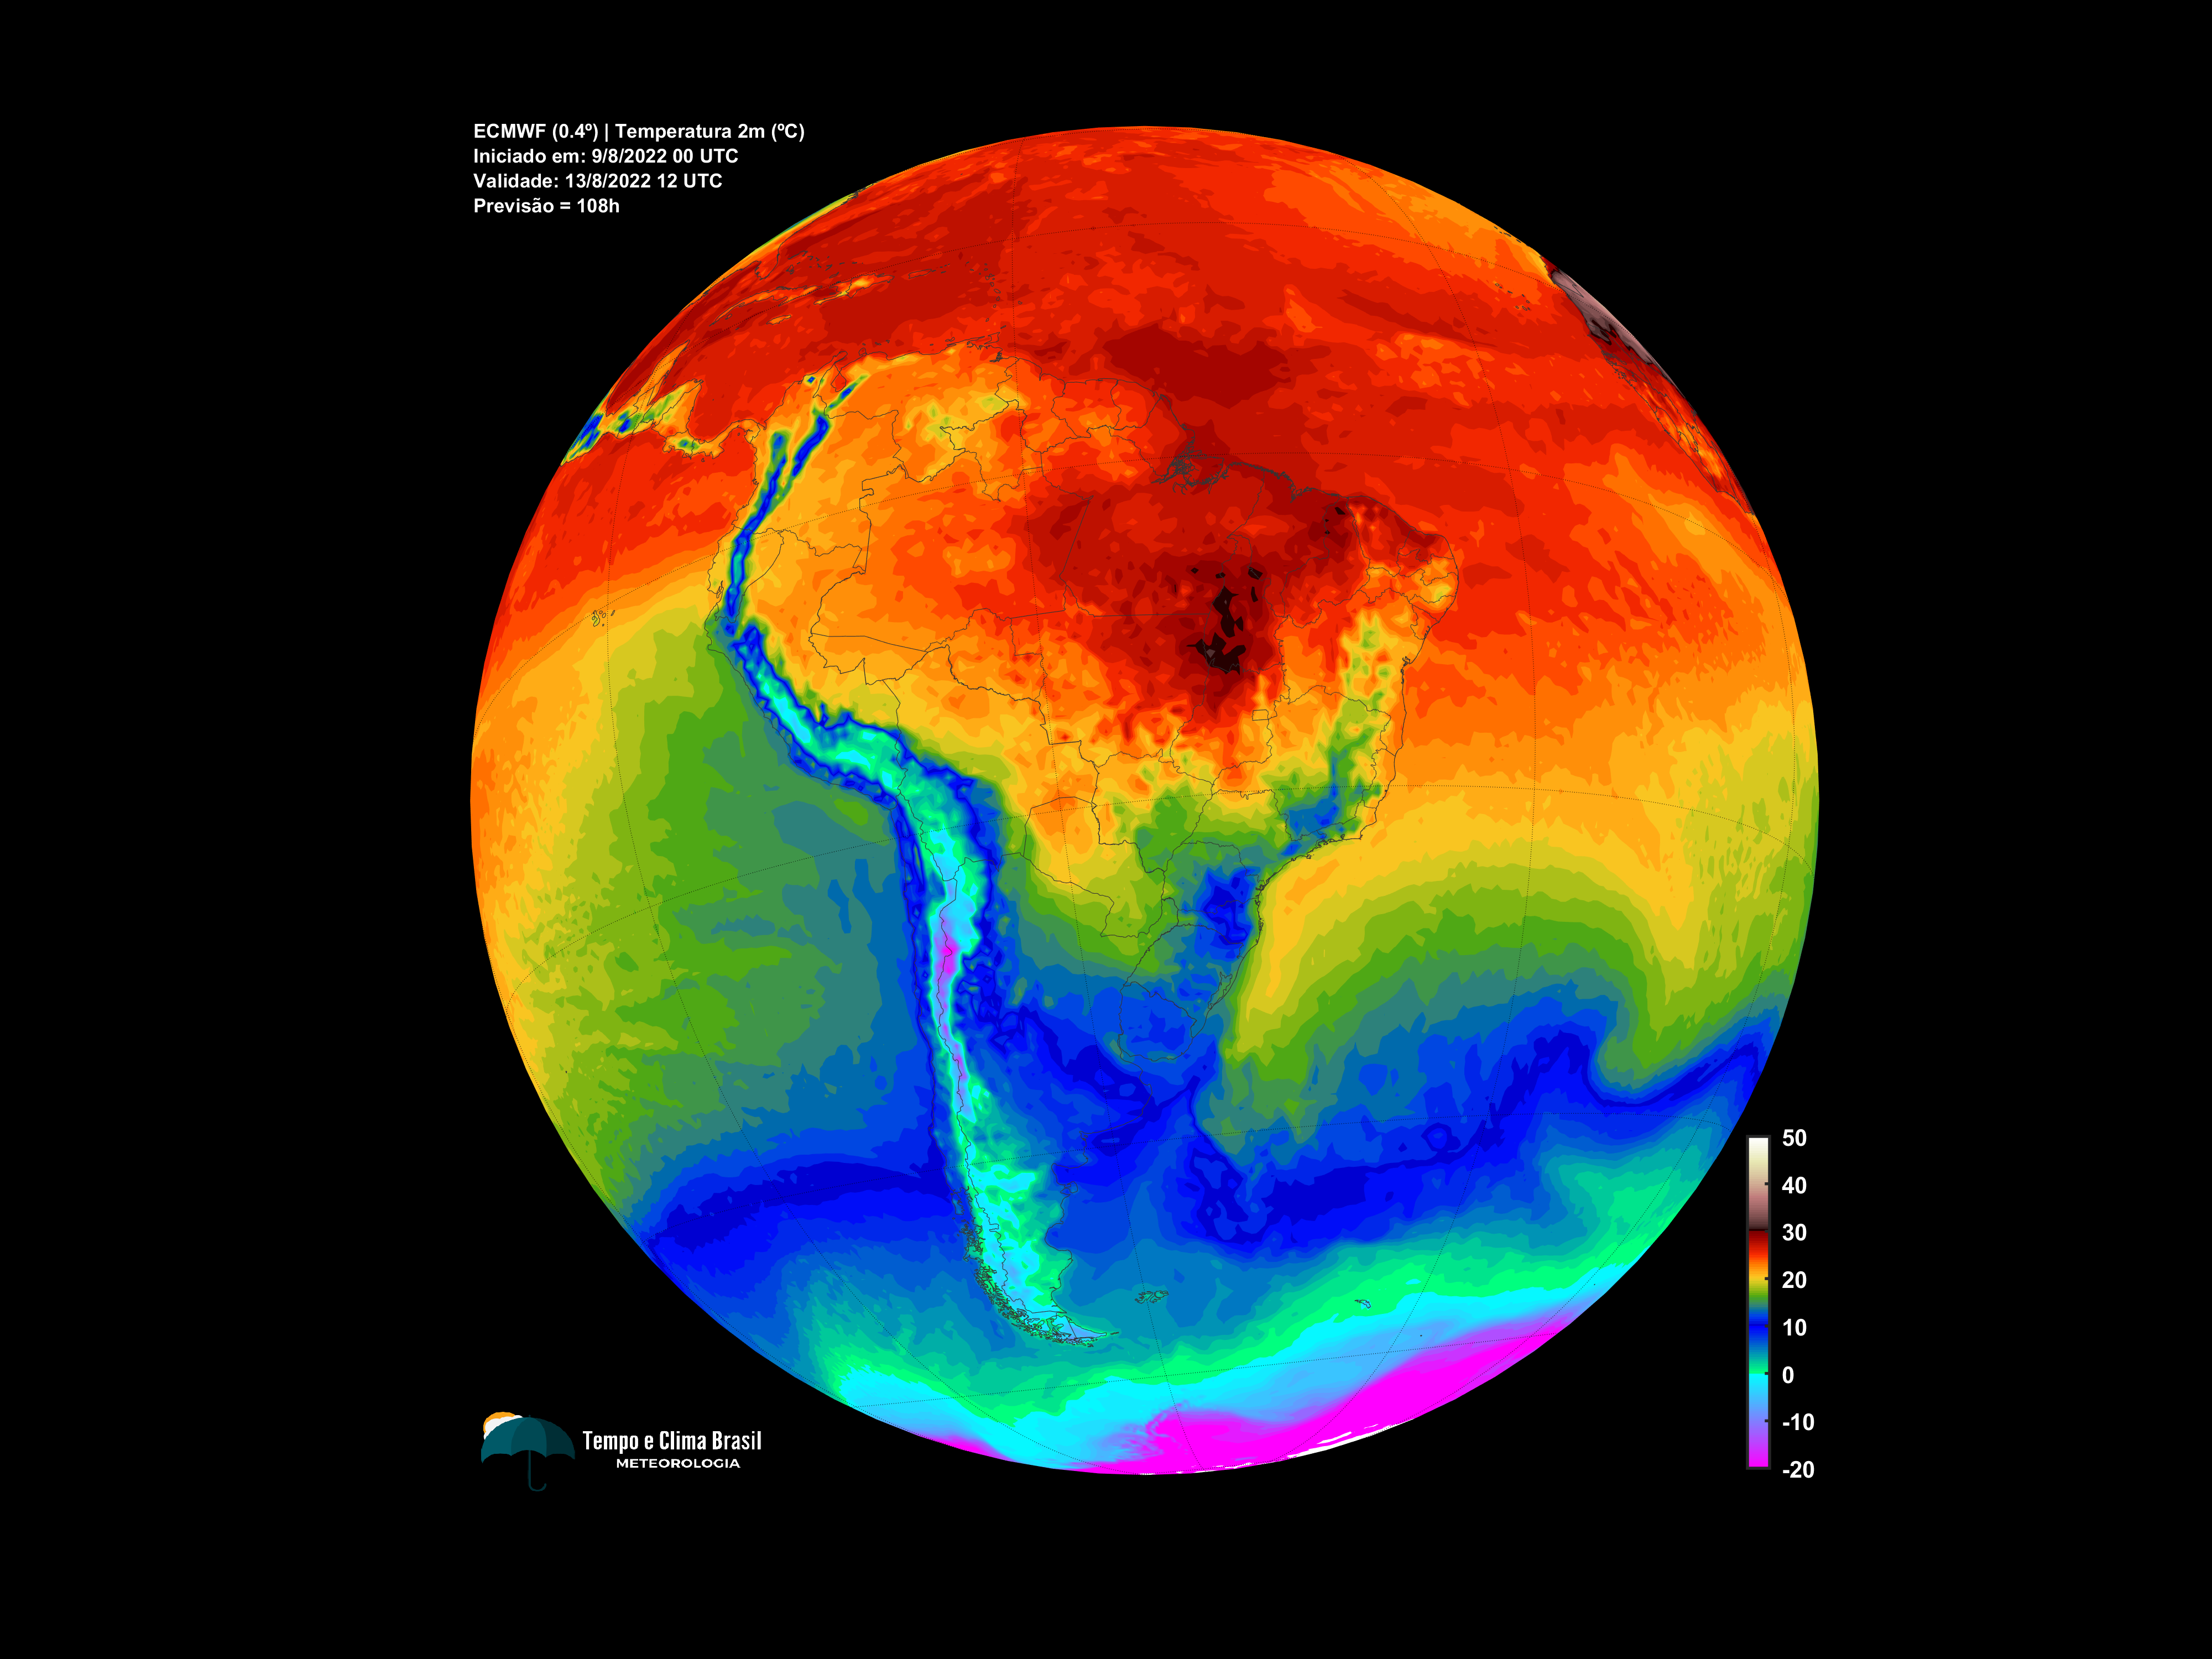 ECMWF (0.4º) | Temperatura 2m (ºC)
Iniciado em: 9/8/2022 00 UTC
Validade: 13/8/2022 12 UTC
Previsão = 108h
50
40
30
20
10
0
-10
-20
Tempo e Clima Brasil
METEOROLOGIA